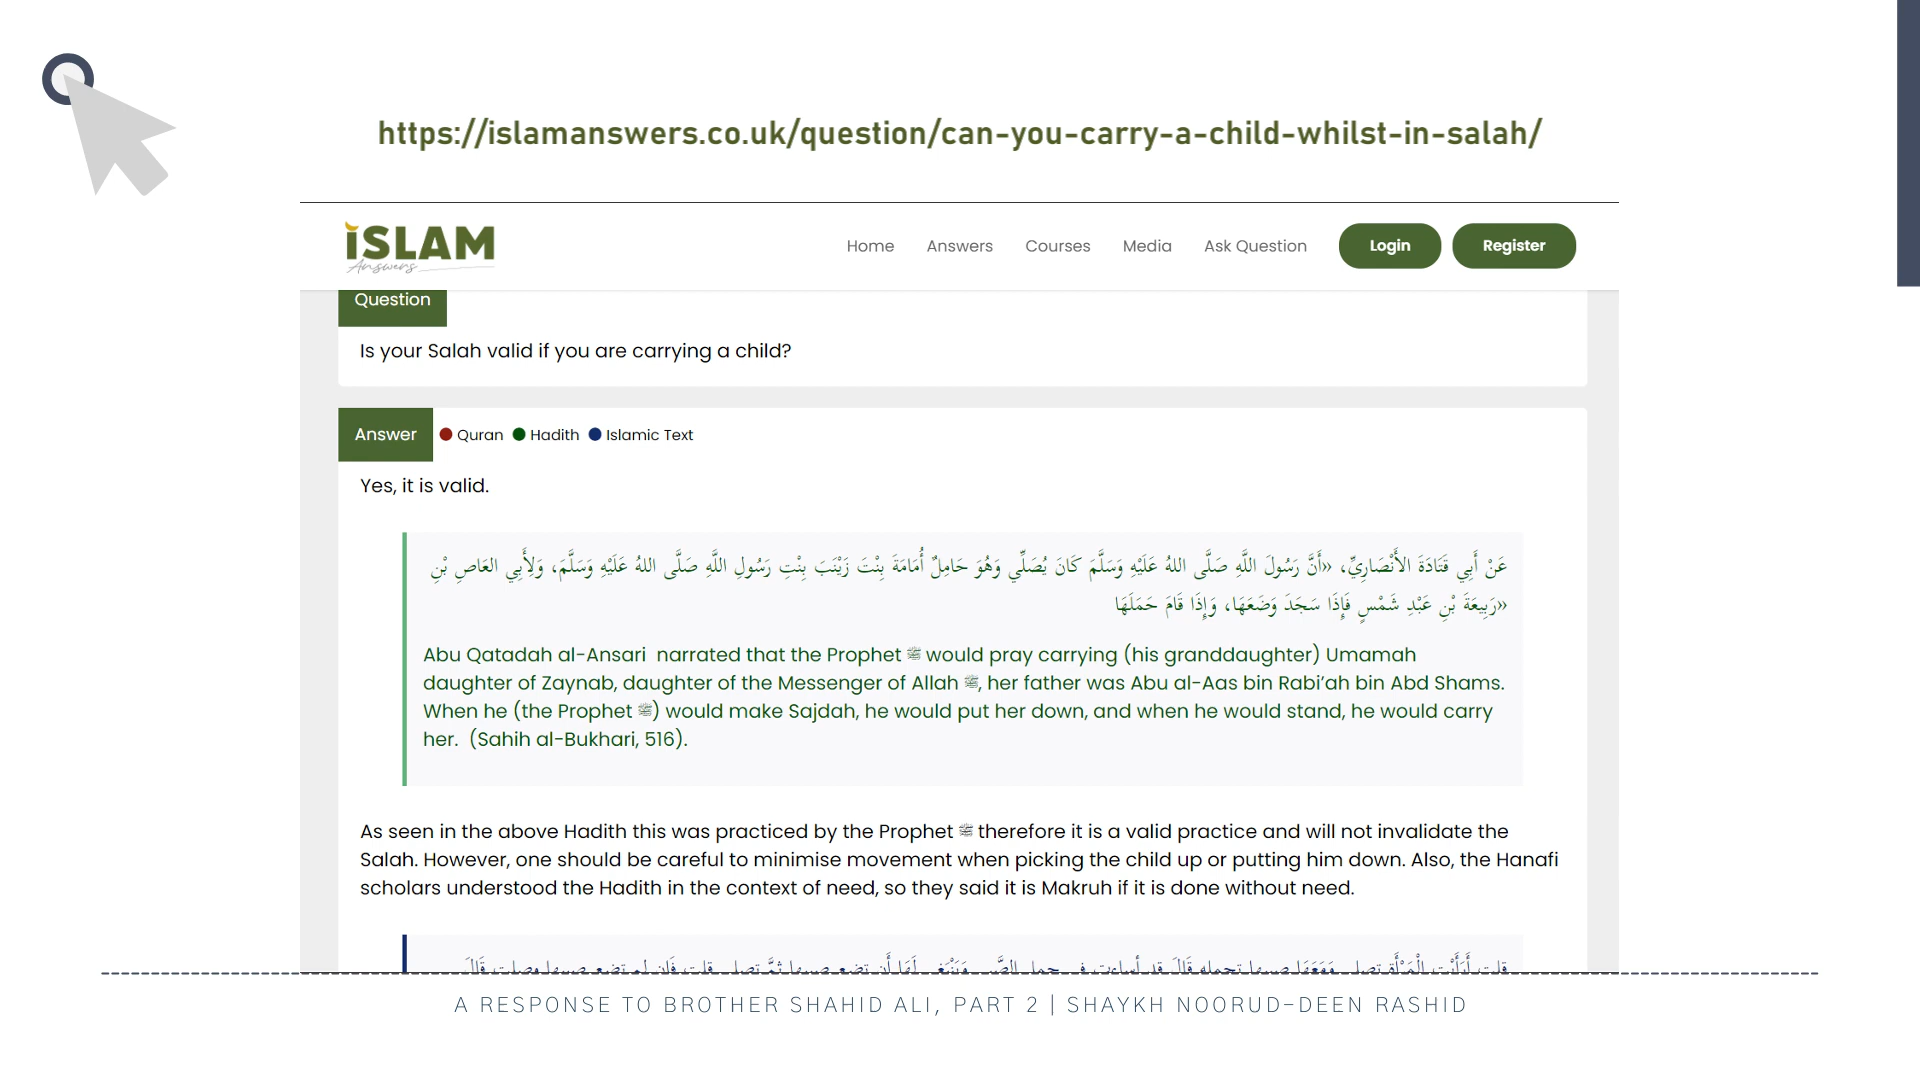 https://islamanswers.co.uk/question/can-you-carry-a-child-whilst-in-salah/
iSLAM
Answers
Home
Answers
Courses
Media
Ask Question
Login
Register
Question
Is your Salah valid if you are carrying a child?
Answer
Quran
Hadith
Islamic Text
Yes, it is valid.
عَنْ أَبِي قَتَادَةَ الأَنْصَارِيِّ، «أَنَّ رَسُولَ اللَّهِ صَلَّى اللهُ عَلَيْهِ وَسَلَّمَ كَانَ يُصَلِّي وَهُوَ حَامِلٌ أُمَامَةَ بِنْتَ زَيْنَبَ بِنْتِ رَسُولِ اللَّهِ صَلَّى اللهُ عَلَيْهِ وَسَلَّمَ، وَلِأَبِي العَاصِ بْنِ
رَبِيعَةَ بْنِ عَبْدِ شَمْسٍ فَإِذَا سَجَدَ وَضَعَهَا، وَإِذَا قَامَ حَمَلَهَا»
Abu Qatadah al-Ansari narrated that the Prophet ﷺ would pray carrying (his granddaughter) Umamah
daughter of Zaynab, daughter of the Messenger of Allah ﷺ, her father was Abu al-Aas bin Rabi’ah bin Abd Shams.
When he (the Prophet ﷺ) would make Sajdah, he would put her down, and when he would stand, he would carry
her. (Sahih al-Bukhari, 516).
As seen in the above Hadith this was practiced by the Prophet ﷺ therefore it is a valid practice and will not invalidate the
Salah. However, one should be careful to minimise movement when picking the child up or putting him down. Also, the Hanafi
scholars understood the Hadith in the context of need, so they said it is Makruh if it is done without need.
A RESPONSE TO BROTHER SHAHID ALI, PART 2 | SHAYKH NOORUD-DEEN RASHID